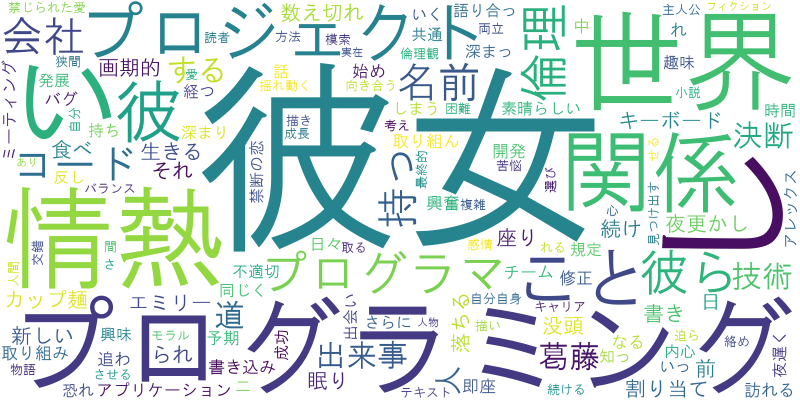 禁じられた愛 数え切れ いく 語り合っ 主人公 フィクション
会社 プロジェクト 読者 方法 模索 共通 両立 れ 中
狭間 する 実在 倫理観 深まっ 倫理 世界
ミーティング 発展 画期的 愛 話 揺れ動く 向き合う 趣味
バグ 自分 い 彼 経つ 始め 名前 しまう 困難 小説 時間
持ち 深まり 描き 成長 考え 素晴らしい せる
コード 食べ 生きる 彼女 取り組ん キーボード 決断
あり 反し それ 禁断の恋 持っ 開発 苦悩 関係 っ
バランス 最終的 興奮 複雑 選び 心 見つけ出す アレックス
情熱 交錯 間 さ 日々 取る 座り 感情 れる 続け 夜更かし
人間 不適切 プログラマ チーム 規定 こと 彼ら 技術
カップ麺 エミリー 同じく 道 出会い 自分自身 修正 書き 日
新しい 興味 モラル 予期 さらに 人物 キャリア 落ちる 没頭 なる 迫ら
取り組み 追わ られ 成功 描い 知っ 絡め 夜遅く
プログラミング
物語 させる 書き込み 出来事 人 葛藤 内心 いっ 前
恐れ アプリケーション 二 眠り テキスト 即座 続ける 割り当て 訪れる